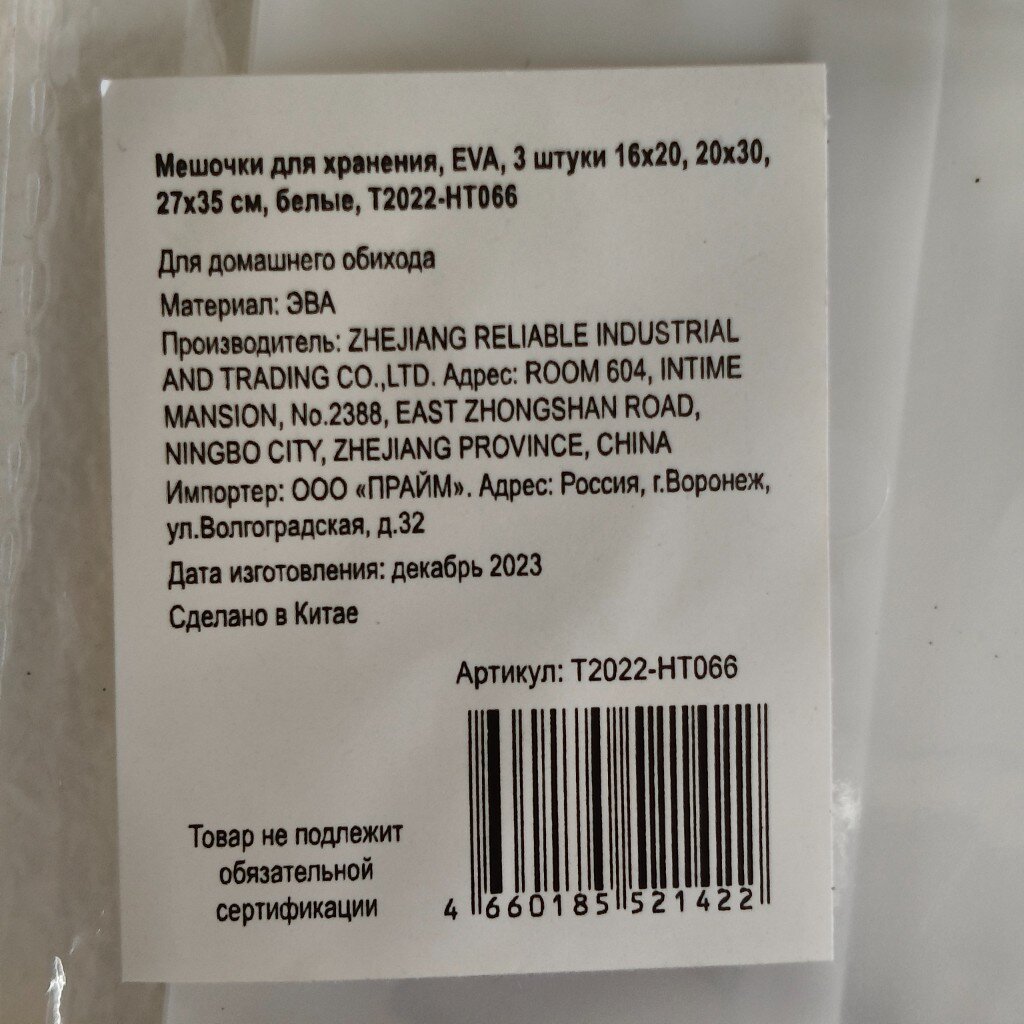 Мешочки для хранения, EVA, 3 штуки 16х20, 20х30,
27х35 см, белые, T2022-HT066
Для домашнего обихода
Материал: ЭВА
Производитель: ZHEJIANG RELIABLE INDUSTRIAL
AND TRADING CO.,LTD. Адрес: ROOM 604, INTIME
MANSION, No.2388, EAST ZHONGSHAN ROAD,
NINGBO CITY, ZHEJIANG PROVINCE, CHINA
Импортер: ООО «ПРАЙМ». Адрес: Россия, г.Воронеж,
ул.Волгоградская, д.32
Дата изготовления: декабрь 2023
Сделано в Китае
Артикул: T2022-HT066
Товар не подлежит
обязательной
сертификации
4 660185 521422